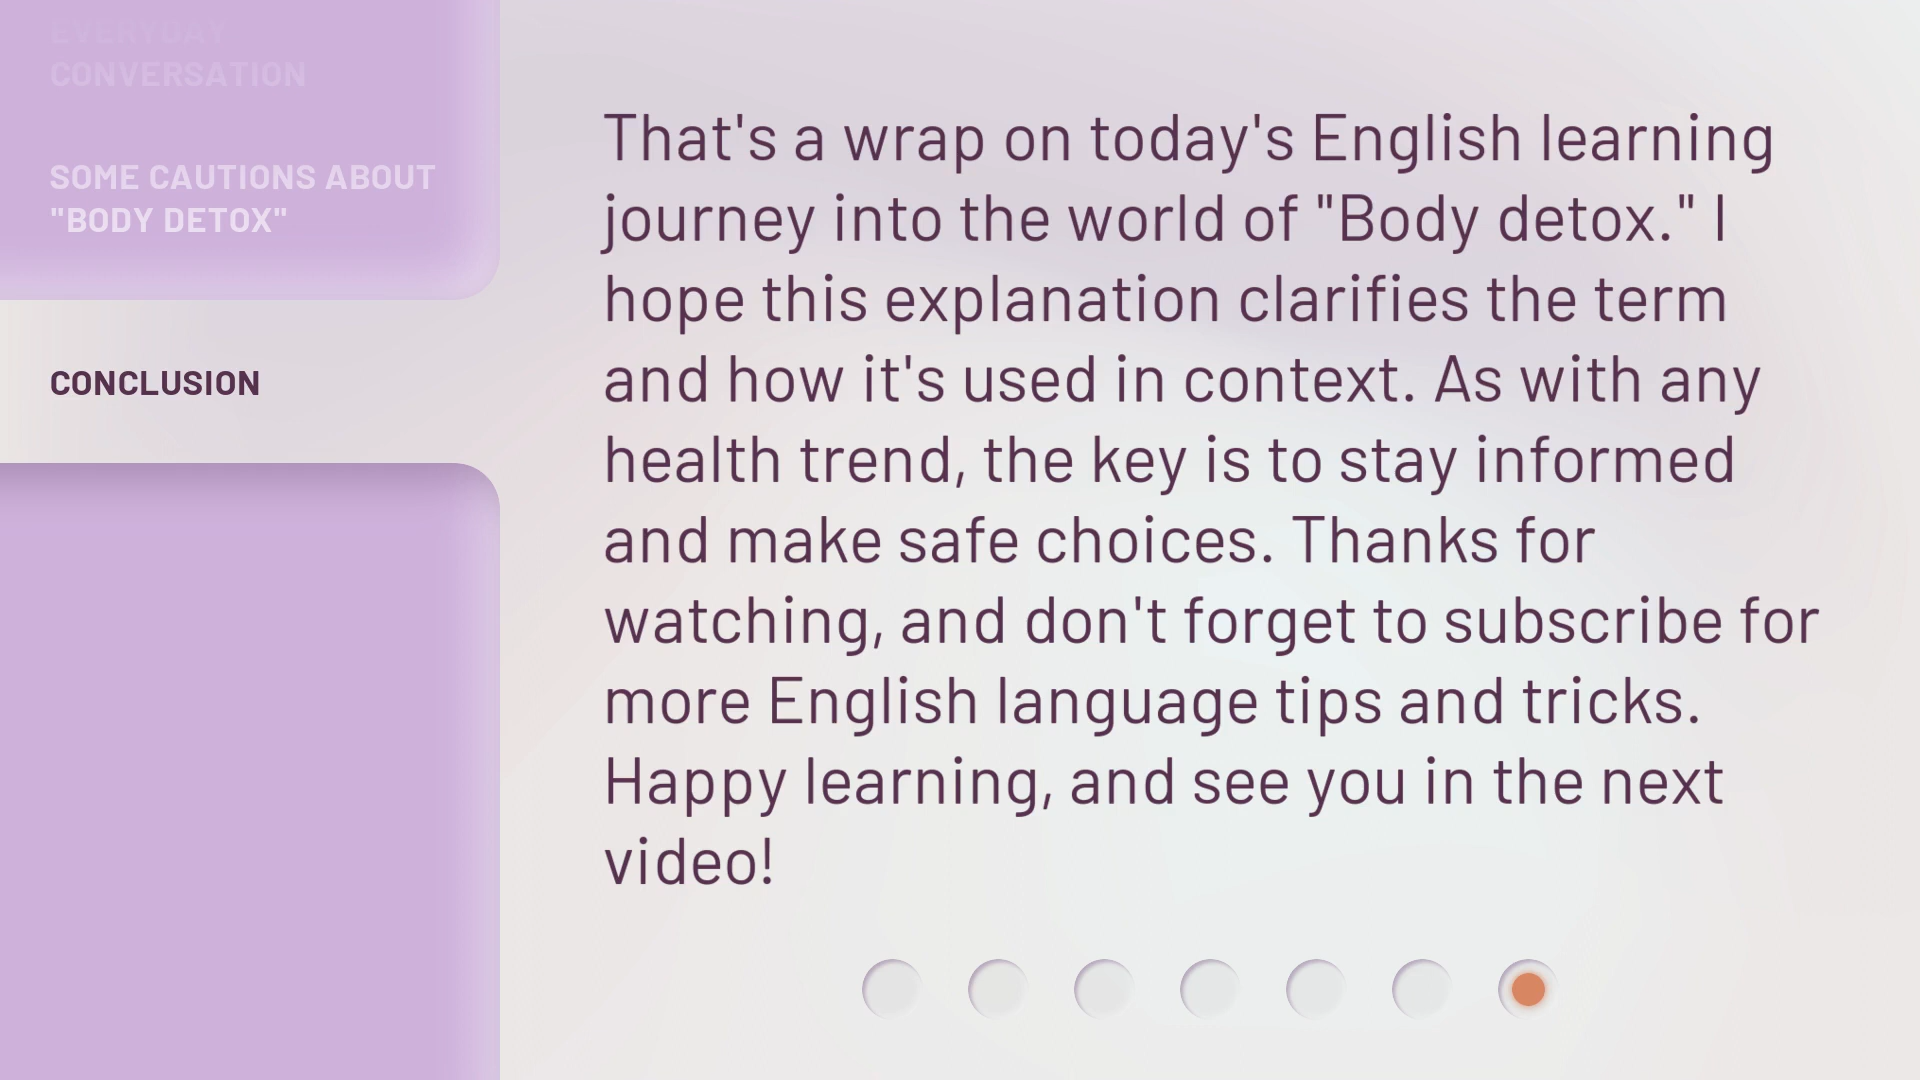 EVERYDAY
CONVERSATION
SOME CAUTIONS ABOUT
"BODY DETOX"
CONCLUSION
That's a wrap on today's English learning
journey into the world of "Body detox." I
hope this explanation clarifies the term
and how it's used in context. As with any
health trend, the key is to stay informed
and make safe choices. Thanks for
watching, and don't forget to subscribe for
more English language tips and tricks.
Happy learning, and see you in the next
video!